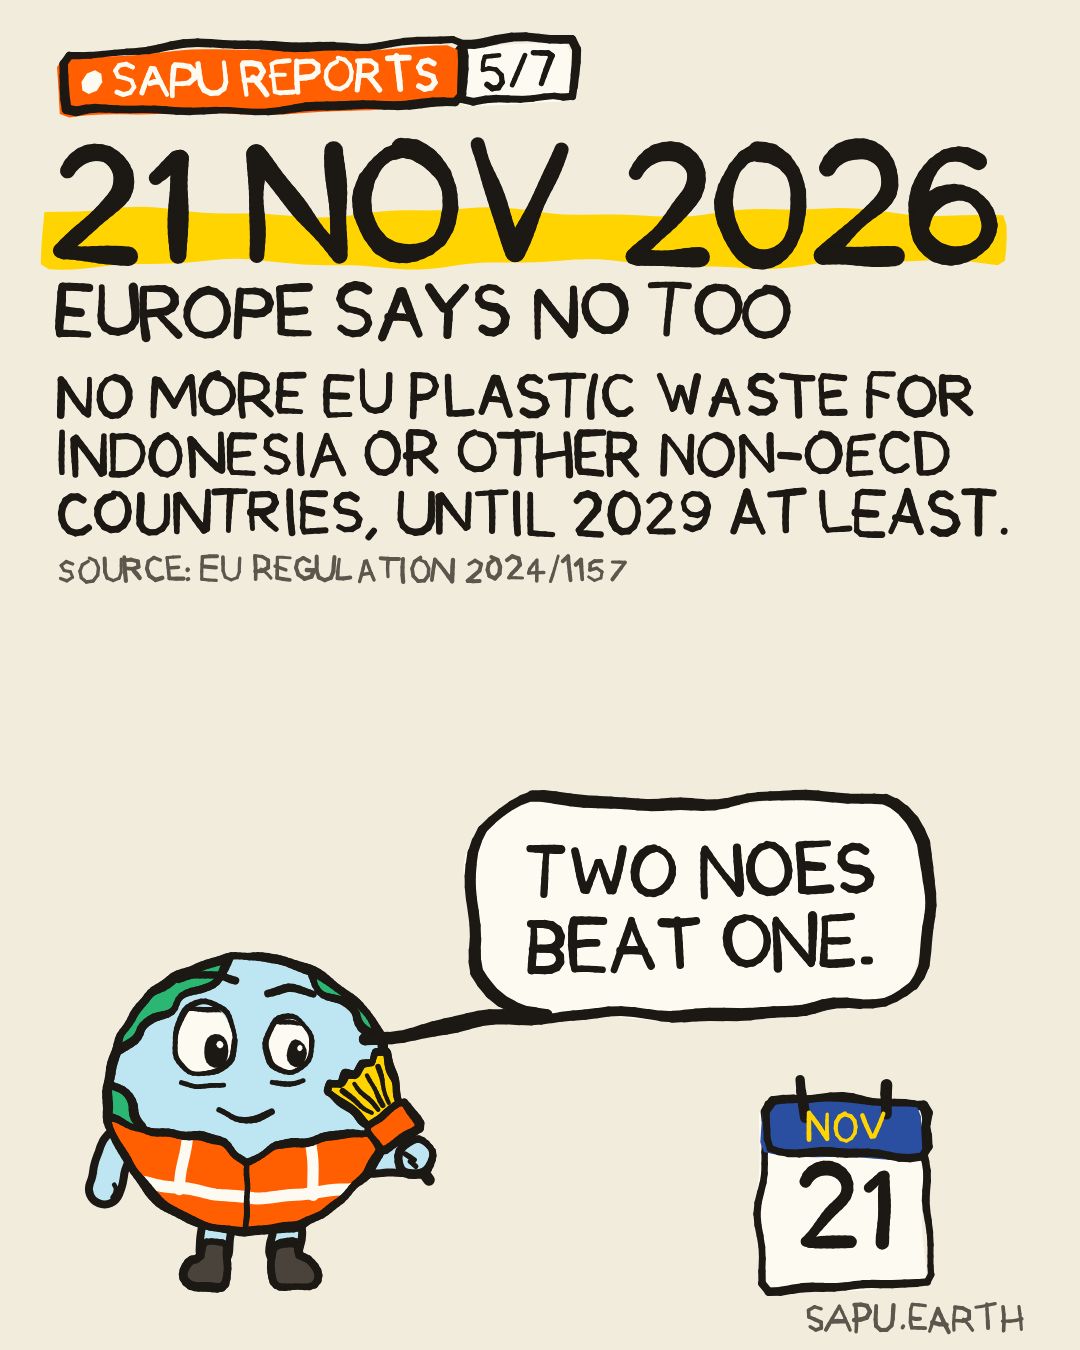 SAPU REPORTS 5/7
21 NOV 2026
EUROPE SAYS NO TOO
NO MORE EU PLASTIC WASTE FOR
INDONESIA OR OTHER NON-OECD
COUNTRIES, UNTIL 2029 AT LEAST.
SOURCE: EU REGULATION 2024/1157
TWO NOES
BEAT ONE.
NOV
21
SAPU.EARTH